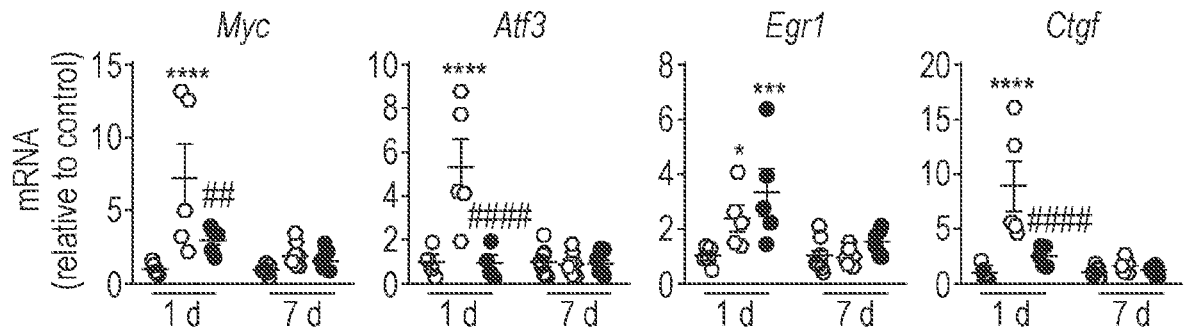 Myc
Atf3
Egr1
Ctgf
mRNA
(relative to control)
15
10
5
0
****
##
1 d
7 d
10
8
6
4
2
0
****
####
1 d
7 d
8
6
4
2
0
*
***
1 d
7 d
20
15
10
5
0
****
####
1 d
7 d